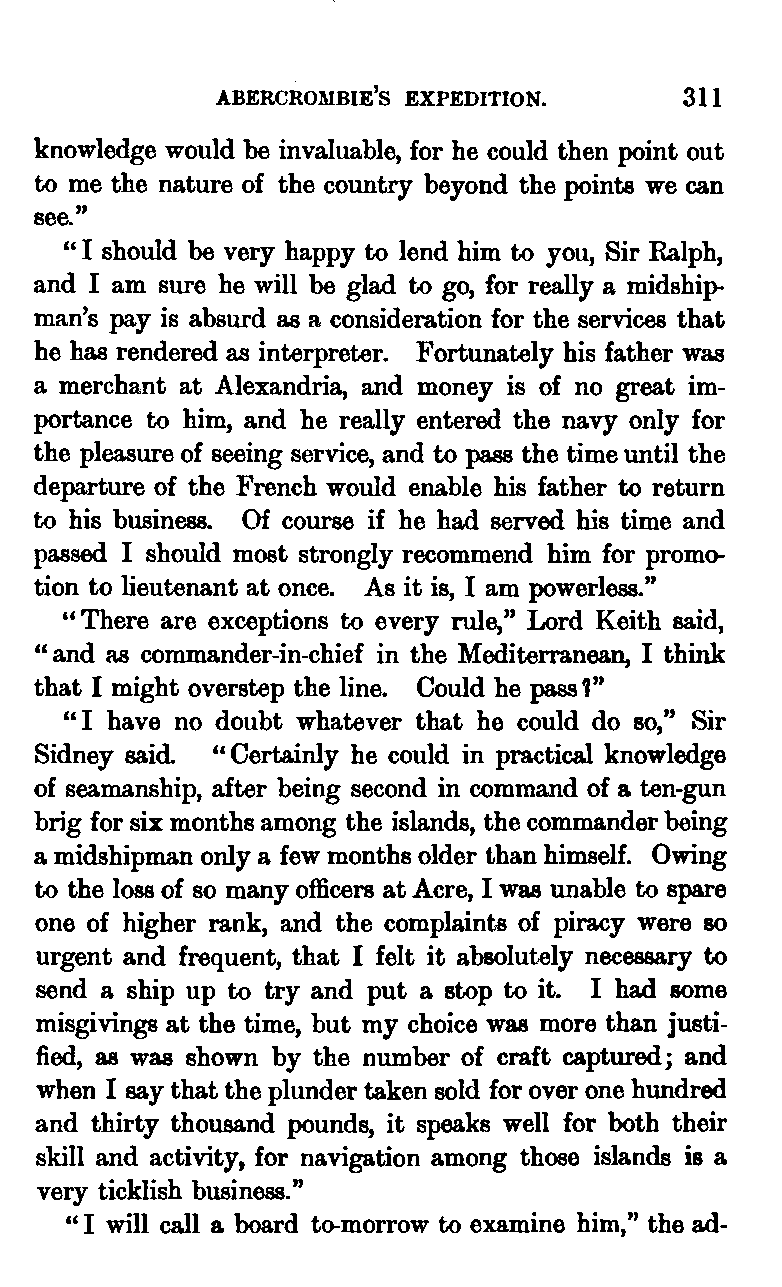 ABERCROMBIE'S EXPEDITION. 311
knowledge would be invaluable, for he could then point out
to me the nature of the country beyond the points we can
see."
"I should be very happy to lend him to you, Sir Ralph,
and I am sure he will be glad to go, for really a midship-
man's pay is absurd as a consideration for the services that
he has rendered as interpreter. Fortunately his father was
a merchant at Alexandria, and money is of no great im-
portance to him, and he really entered the navy only for
the pleasure of seeing service, and to pass the time until the
departure of the French would enable his father to return
to his business. Of course if he had served his time and
passed I should most strongly recommend him for promo-
tion to lieutenant at once. As it is, I am powerless."
"There are exceptions to every rule," Lord Keith said,
"and as commander-in-chief in the Mediterranean, I think
that I might overstep the line. Could he pass?"
"I have no doubt whatever that he could do so," Sir
Sidney said. "Certainly he could in practical knowledge
of seamanship, after being second in command of a ten-gun
brig for six months among the islands, the commander being
a midshipman only a few months older than himself. Owing
to the loss of so many officers at Acre, I was unable to spare
one of higher rank, and the complaints of piracy were so
urgent and frequent, that I felt it absolutely necessary to
send a ship up to try and put a stop to it. I had some
misgivings at the time, but my choice was more than justi-
fied, as was shown by the number of craft captured; and
when I say that the plunder taken sold for over one hundred
and thirty thousand pounds, it speaks well for both their
skill and activity, for navigation among those islands is a
very ticklish business."
"I will call a board to-morrow to examine him," the ad-